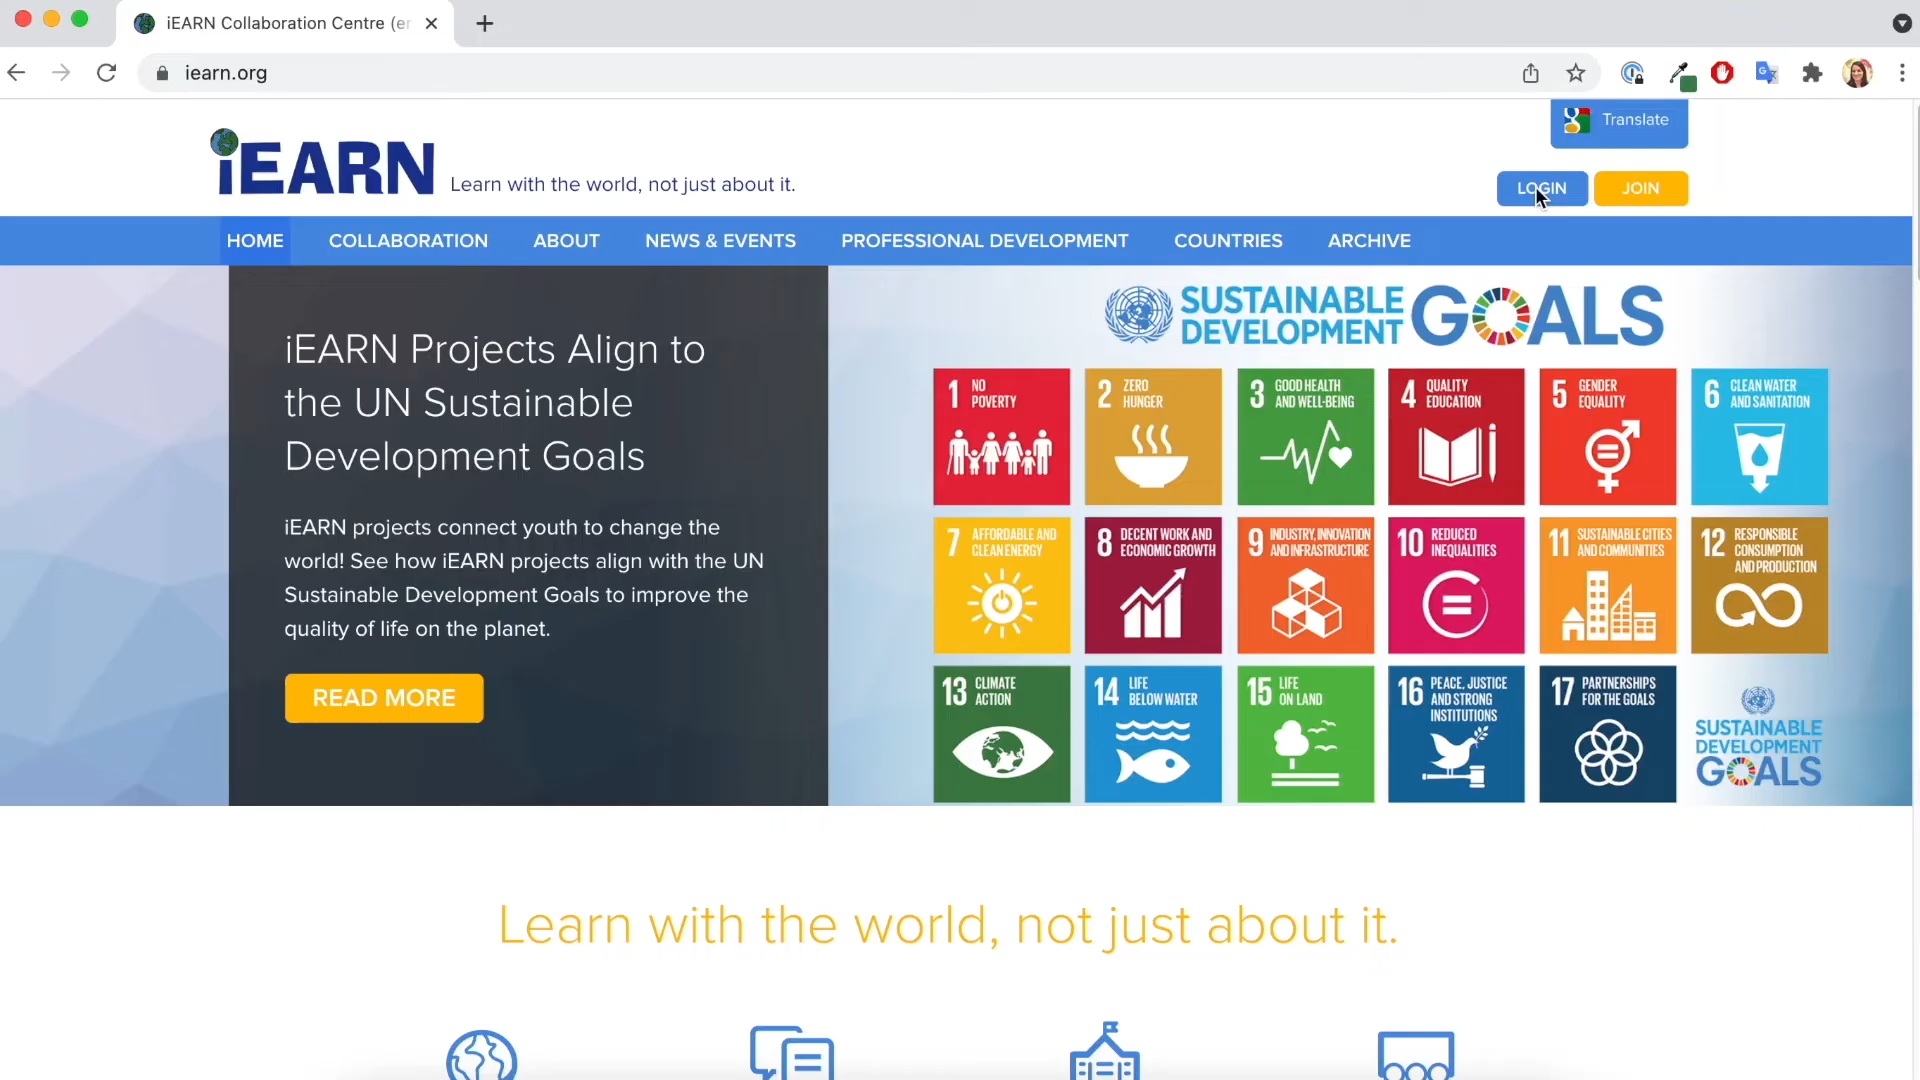 iEARN Collaboration Centre (er
iearn.org
Translate
iEARN
Learn with the world, not just about it.
LOGIN
JOIN
HOME
COLLABORATION
ABOUT
NEWS & EVENTS
PROFESSIONAL DEVELOPMENT
COUNTRIES
ARCHIVE
iEARN Projects Align to
the UN Sustainable
Development Goals
iEARN projects connect youth to change the
world! See how iEARN projects align with the UN
Sustainable Development Goals to improve the
quality of life on the planet.
READ MORE
SUSTAINABLE
DEVELOPMENT
GOALS
1 NO
POVERTY
2 ZERO
HUNGER
3 GOOD HEALTH
AND WELL-BEING
4 QUALITY
EDUCATION
5 GENDER
EQUALITY
6 CLEAN WATER
AND SANITATION
7 AFFORDABLE AND
CLEAN ENERGY
8 DECENT WORK AND
ECONOMIC GROWTH
9 INDUSTRY, INNOVATION
AND INFRASTRUCTURE
10 REDUCED
INEQUALITIES
11 SUSTAINABLE CITIES
AND COMMUNITIES
12 RESPONSIBLE
CONSUMPTION
AND PRODUCTION
13 CLIMATE
ACTION
14 LIFE
BELOW WATER
15 LIFE
ON LAND
16 PEACE, JUSTICE
AND STRONG
INSTITUTIONS
17 PARTNERSHIPS
FOR THE GOALS
SUSTAINABLE
DEVELOPMENT
GOALS
Learn with the world, not just about it.